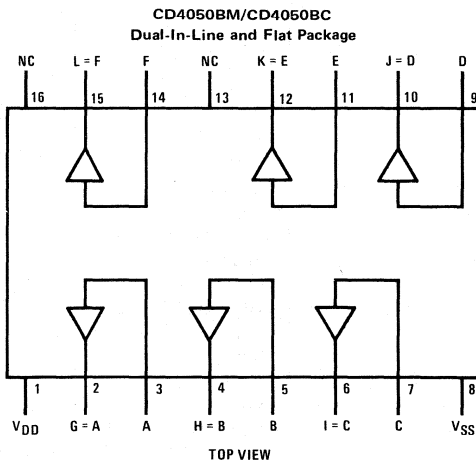 CD4050BM/CD4050BC
Dual-In-Line and Flat Package
NC L = F F NC K = E E J = D D
16 15 14 13 12 11 10 9
1 2 3 4 5 6 7 8
VDD G = A A H = B B I = C C VSS
TOP VIEW